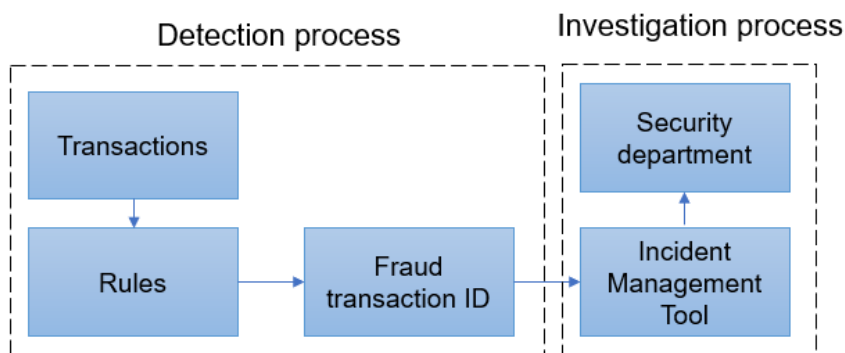 Detection process
Investigation process
Transactions
Security
department
Rules
Fraud
transaction ID
Incident
Management
Tool